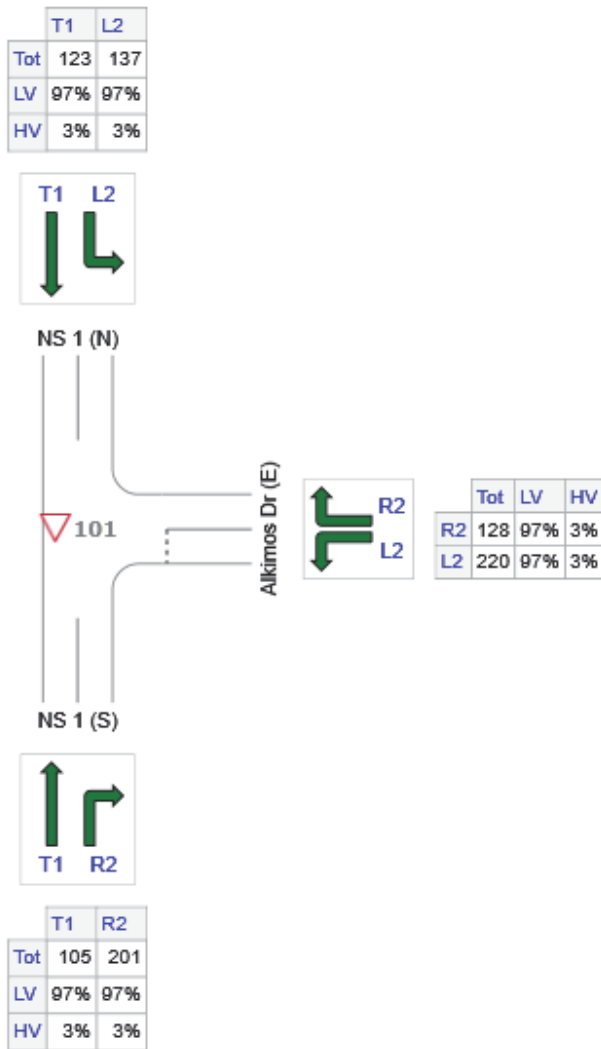 T1 L2
Tot 123 137
LV 97% 97%
HV 3% 3%
T1 L2
NS 1 (N)
101
Alkimos Dr (E)
R2
L2
Tot LV HV
R2 128 97% 3%
L2 220 97% 3%
NS 1 (S)
T1 R2
T1 R2
Tot 105 201
LV 97% 97%
HV 3% 3%